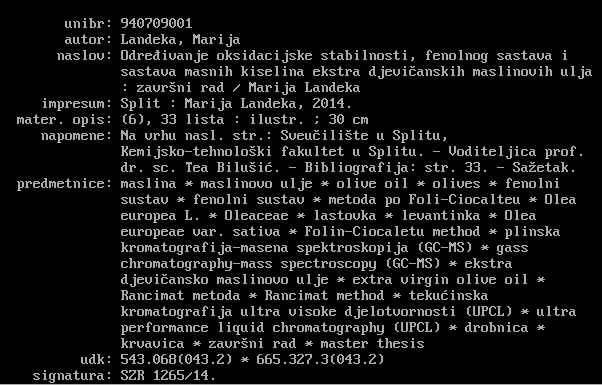 unibr: 940709001
autor: Landeka, Marija
naslov: Određivanje oksidacijske stabilnosti, fenolnog sastava i
sastava masnih kiselina ekstra djevičanskih maslinovih ulja
: završni rad / Marija Landeka
impresum: Split : Marija Landeka, 2014.
mater. opis: (6), 33 lista : ilustr. ; 30 cm
napomene: Na vrhu nasl. str.: Sveučilište u Splitu,
Kemijsko-tehnološki fakultet u Splitu. - Voditeljica prof.
dr. sc. Tea Bilušić. - Bibliografija: str. 33. - Sažetak.
predmetnice: maslina * maslinovo ulje * olive oil * olives * fenolni
sustav * fenolni sustav * metoda po Foli-Ciocalteu * Olea
europea L. * Oleaceae * lastovka * levantinka * Olea
europeae var. sativa * Folin-Ciocaletu method * plinska
kromatografija-masena spektroskopija (GC-MS) * gass
chromatography-mass spectroscopy (GC-MS) * ekstra
djevičansko maslinovo ulje * extra virgin olive oil *
Rancimat metoda * Rancimat method * tekućinska
kromatografija ultra visoke djelotvornosti (UPCL) * ultra
performance liquid chromatography (UPCL) * drobnica *
krvavica * završni rad * master thesis
udk: 543.068(043.2) * 665.327.3(043.2)
signatura: SZR 1265/14.